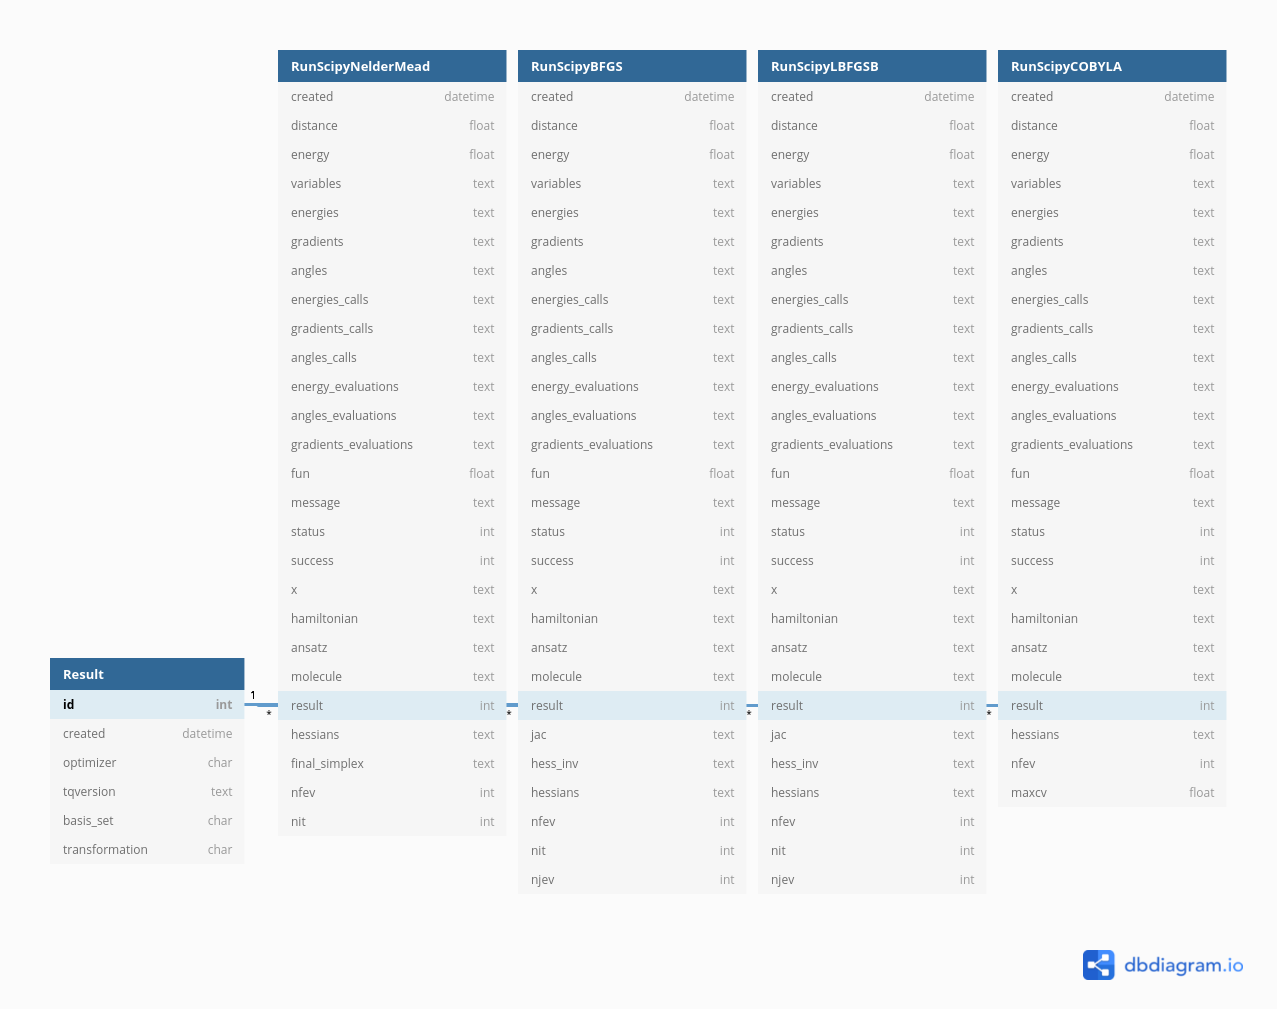 RunScipyNelderMead
created datetime
distance float
energy float
variables text
energies text
gradients text
angles text
energies_calls text
gradients_calls text
angles_calls text
energy_evaluations text
angles_evaluations text
gradients_evaluations text
fun float
message text
status int
success int
x text
hamiltonian text
ansatz text
molecule text
result int
hessians text
final_simplex text
nfev int
nit int
RunScipyBFGS
created datetime
distance float
energy float
variables text
energies text
gradients text
angles text
energies_calls text
gradients_calls text
angles_calls text
energy_evaluations text
angles_evaluations text
gradients_evaluations text
fun float
message text
status int
success int
x text
hamiltonian text
ansatz text
molecule text
result int
jac text
hess_inv text
hessians text
nfev int
nit int
njev int
RunScipyLBFGSB
created datetime
distance float
energy float
variables text
energies text
gradients text
angles text
energies_calls text
gradients_calls text
angles_calls text
energy_evaluations text
angles_evaluations text
gradients_evaluations text
fun float
message text
status int
success int
x text
hamiltonian text
ansatz text
molecule text
result int
jac text
hess_inv text
hessians text
nfev int
nit int
njev int
RunScipyCOBYLA
created datetime
distance float
energy float
variables text
energies text
gradients text
angles text
energies_calls text
gradients_calls text
angles_calls text
energy_evaluations text
angles_evaluations text
gradients_evaluations text
fun float
message text
status int
success int
x text
hamiltonian text
ansatz text
molecule text
result int
hessians text
nfev int
maxcv float
Result
id int
created datetime
optimizer char
tqversion text
basis_set char
transformation char
1
* * * *
dbdiagram.io